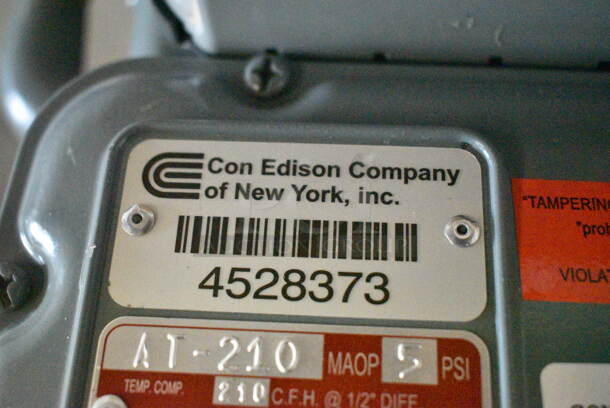 Con Edison Company
of New York, inc.
4528373
"TAMPERING
"proh
VIOLAT
AT-210 MAOP 5 PSI
TEMP. COMP. 210 C.F.H. @ 1/2" DIFF